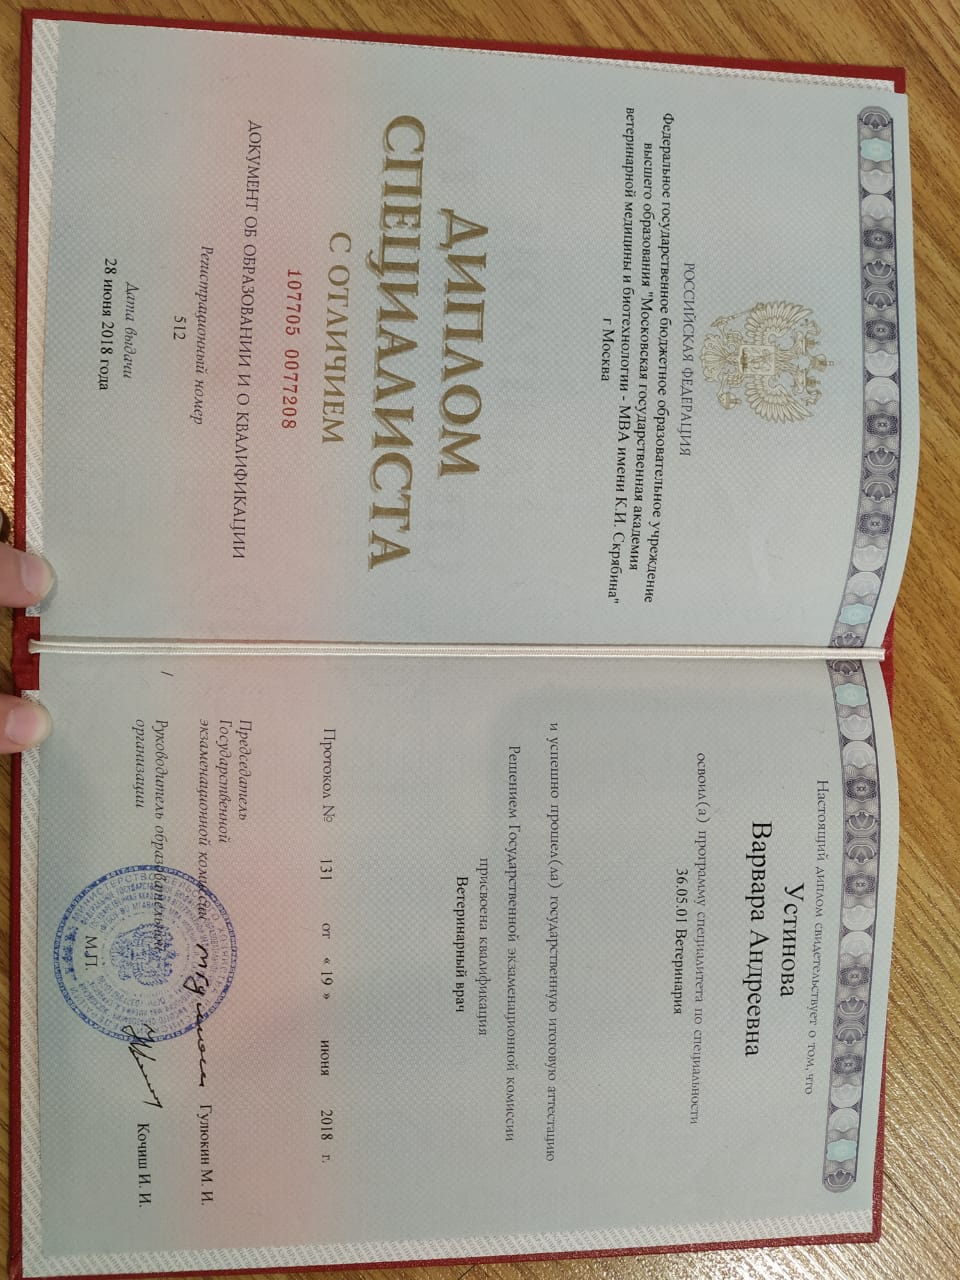 РОССИЙСКАЯ ФЕДЕРАЦИЯ
Федеральное государственное бюджетное образовательное учреждение
высшего образования "Московская государственная академия
ветеринарной медицины и биотехнологии - МВА имени К.И. Скрябина"
г Москва
ДИПЛОМ
СПЕЦИАЛИСТА
С ОТЛИЧИЕМ
107705 0077208
ДОКУМЕНТ ОБ ОБРАЗОВАНИИ И О КВАЛИФИКАЦИИ
Регистрационный номер
512
Дата выдачи
28 июня 2018 года
Настоящий диплом свидетельствует о том, что
Устинова
Варвара Андреевна
освоил(а) программу специалитета по специальности
36.05.01 Ветеринария
и успешно прошел(ла) государственную итоговую аттестацию
Решением Государственной экзаменационной комиссии
присвоена квалификация
Ветеринарный врач
Протокол № 131 от « 19 » июня 2018 г.
Председатель
Государственной
экзаменационной комиссии Гулюкин М. И.
Руководитель образовательной
организации Кочиш И. И.
М.П.